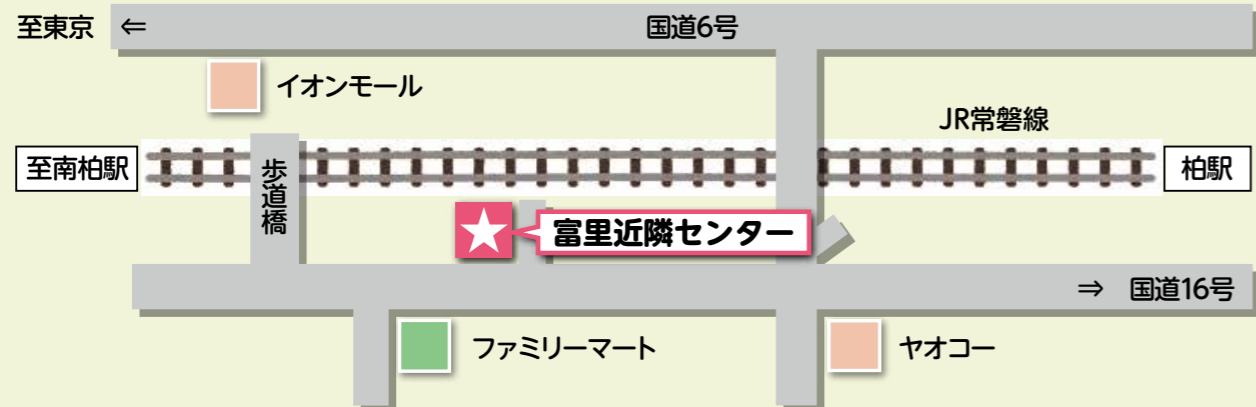 至東京 ⇐ 国道6号
イオンモール
JR常磐線
至南柏駅
歩道橋
柏駅
富里近隣センター
⇒ 国道16号
ファミリーマート
ヤオコー